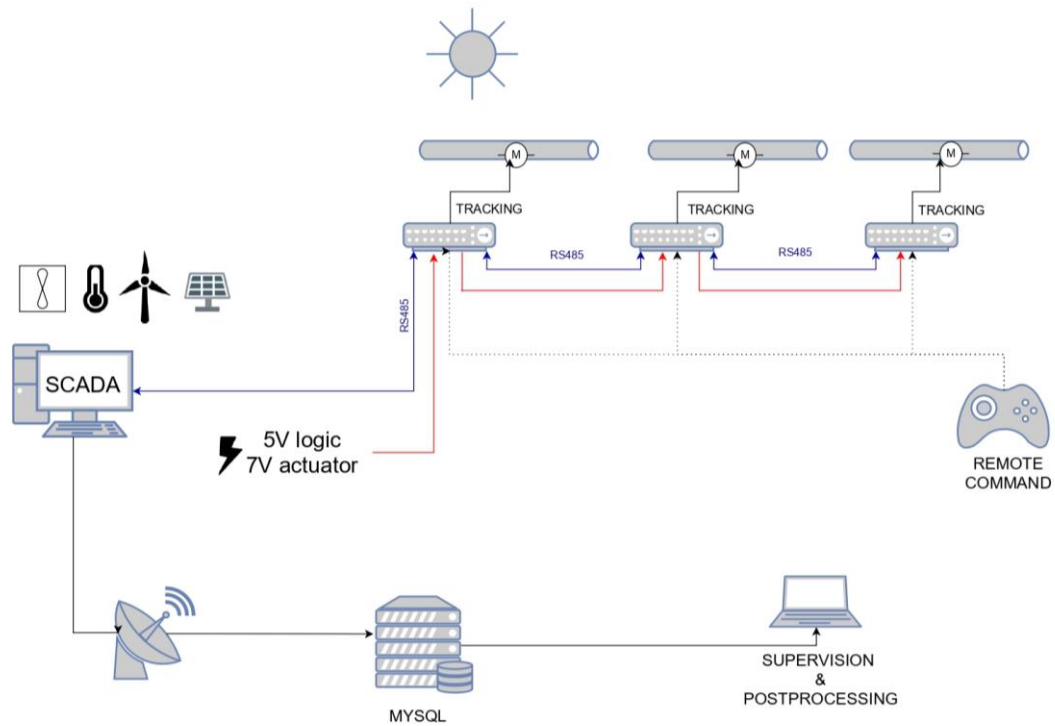 M
M
M
TRACKING
TRACKING
TRACKING
RS485
RS485
RS485
SCADA
5V logic
7V actuator
REMOTE
COMMAND
SUPERVISION
&
POSTPROCESSING
MYSQL